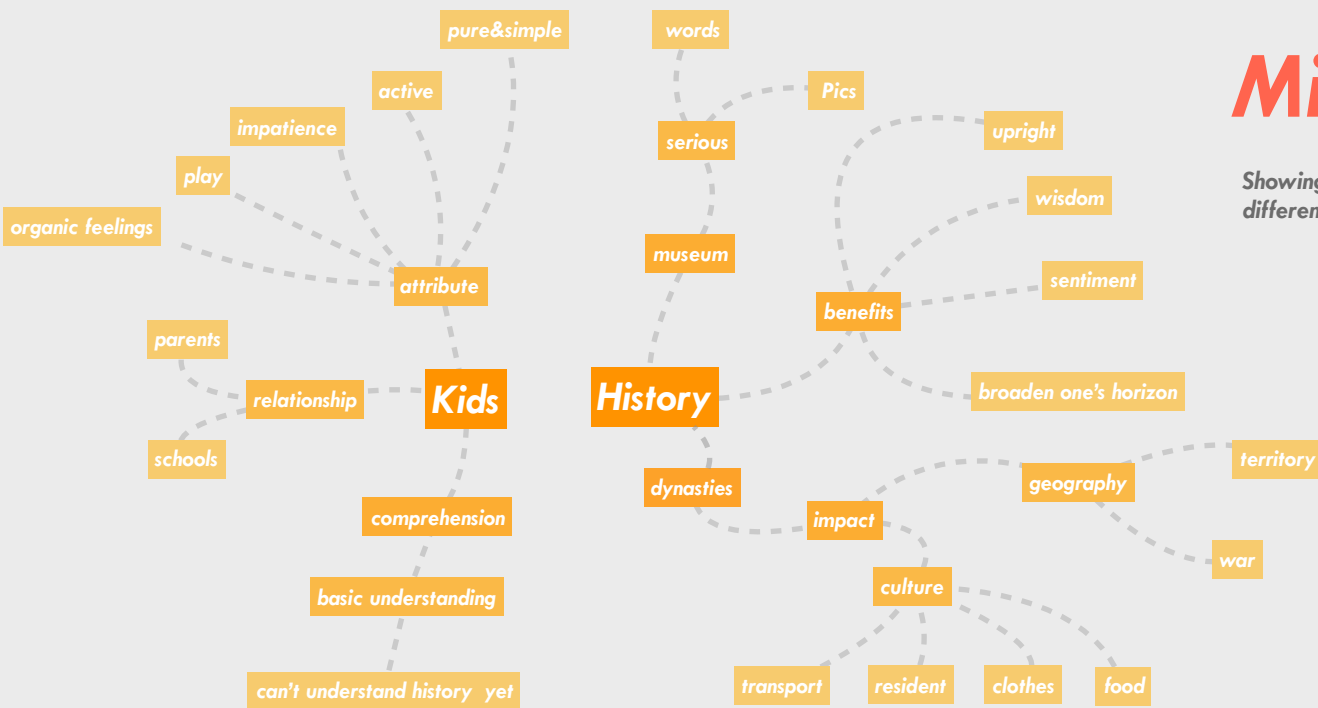 pure&simple
words
active
Pics
Mi
impatience
upright
serious
play
wisdom
Showing
differen
organic feelings
museum
attribute
sentiment
benefits
parents
relationship
Kids
History
broaden one's horizon
schools
dynasties
territory
geography
comprehension
impact
war
basic understanding
culture
can't understand history yet
transport
resident
clothes
food